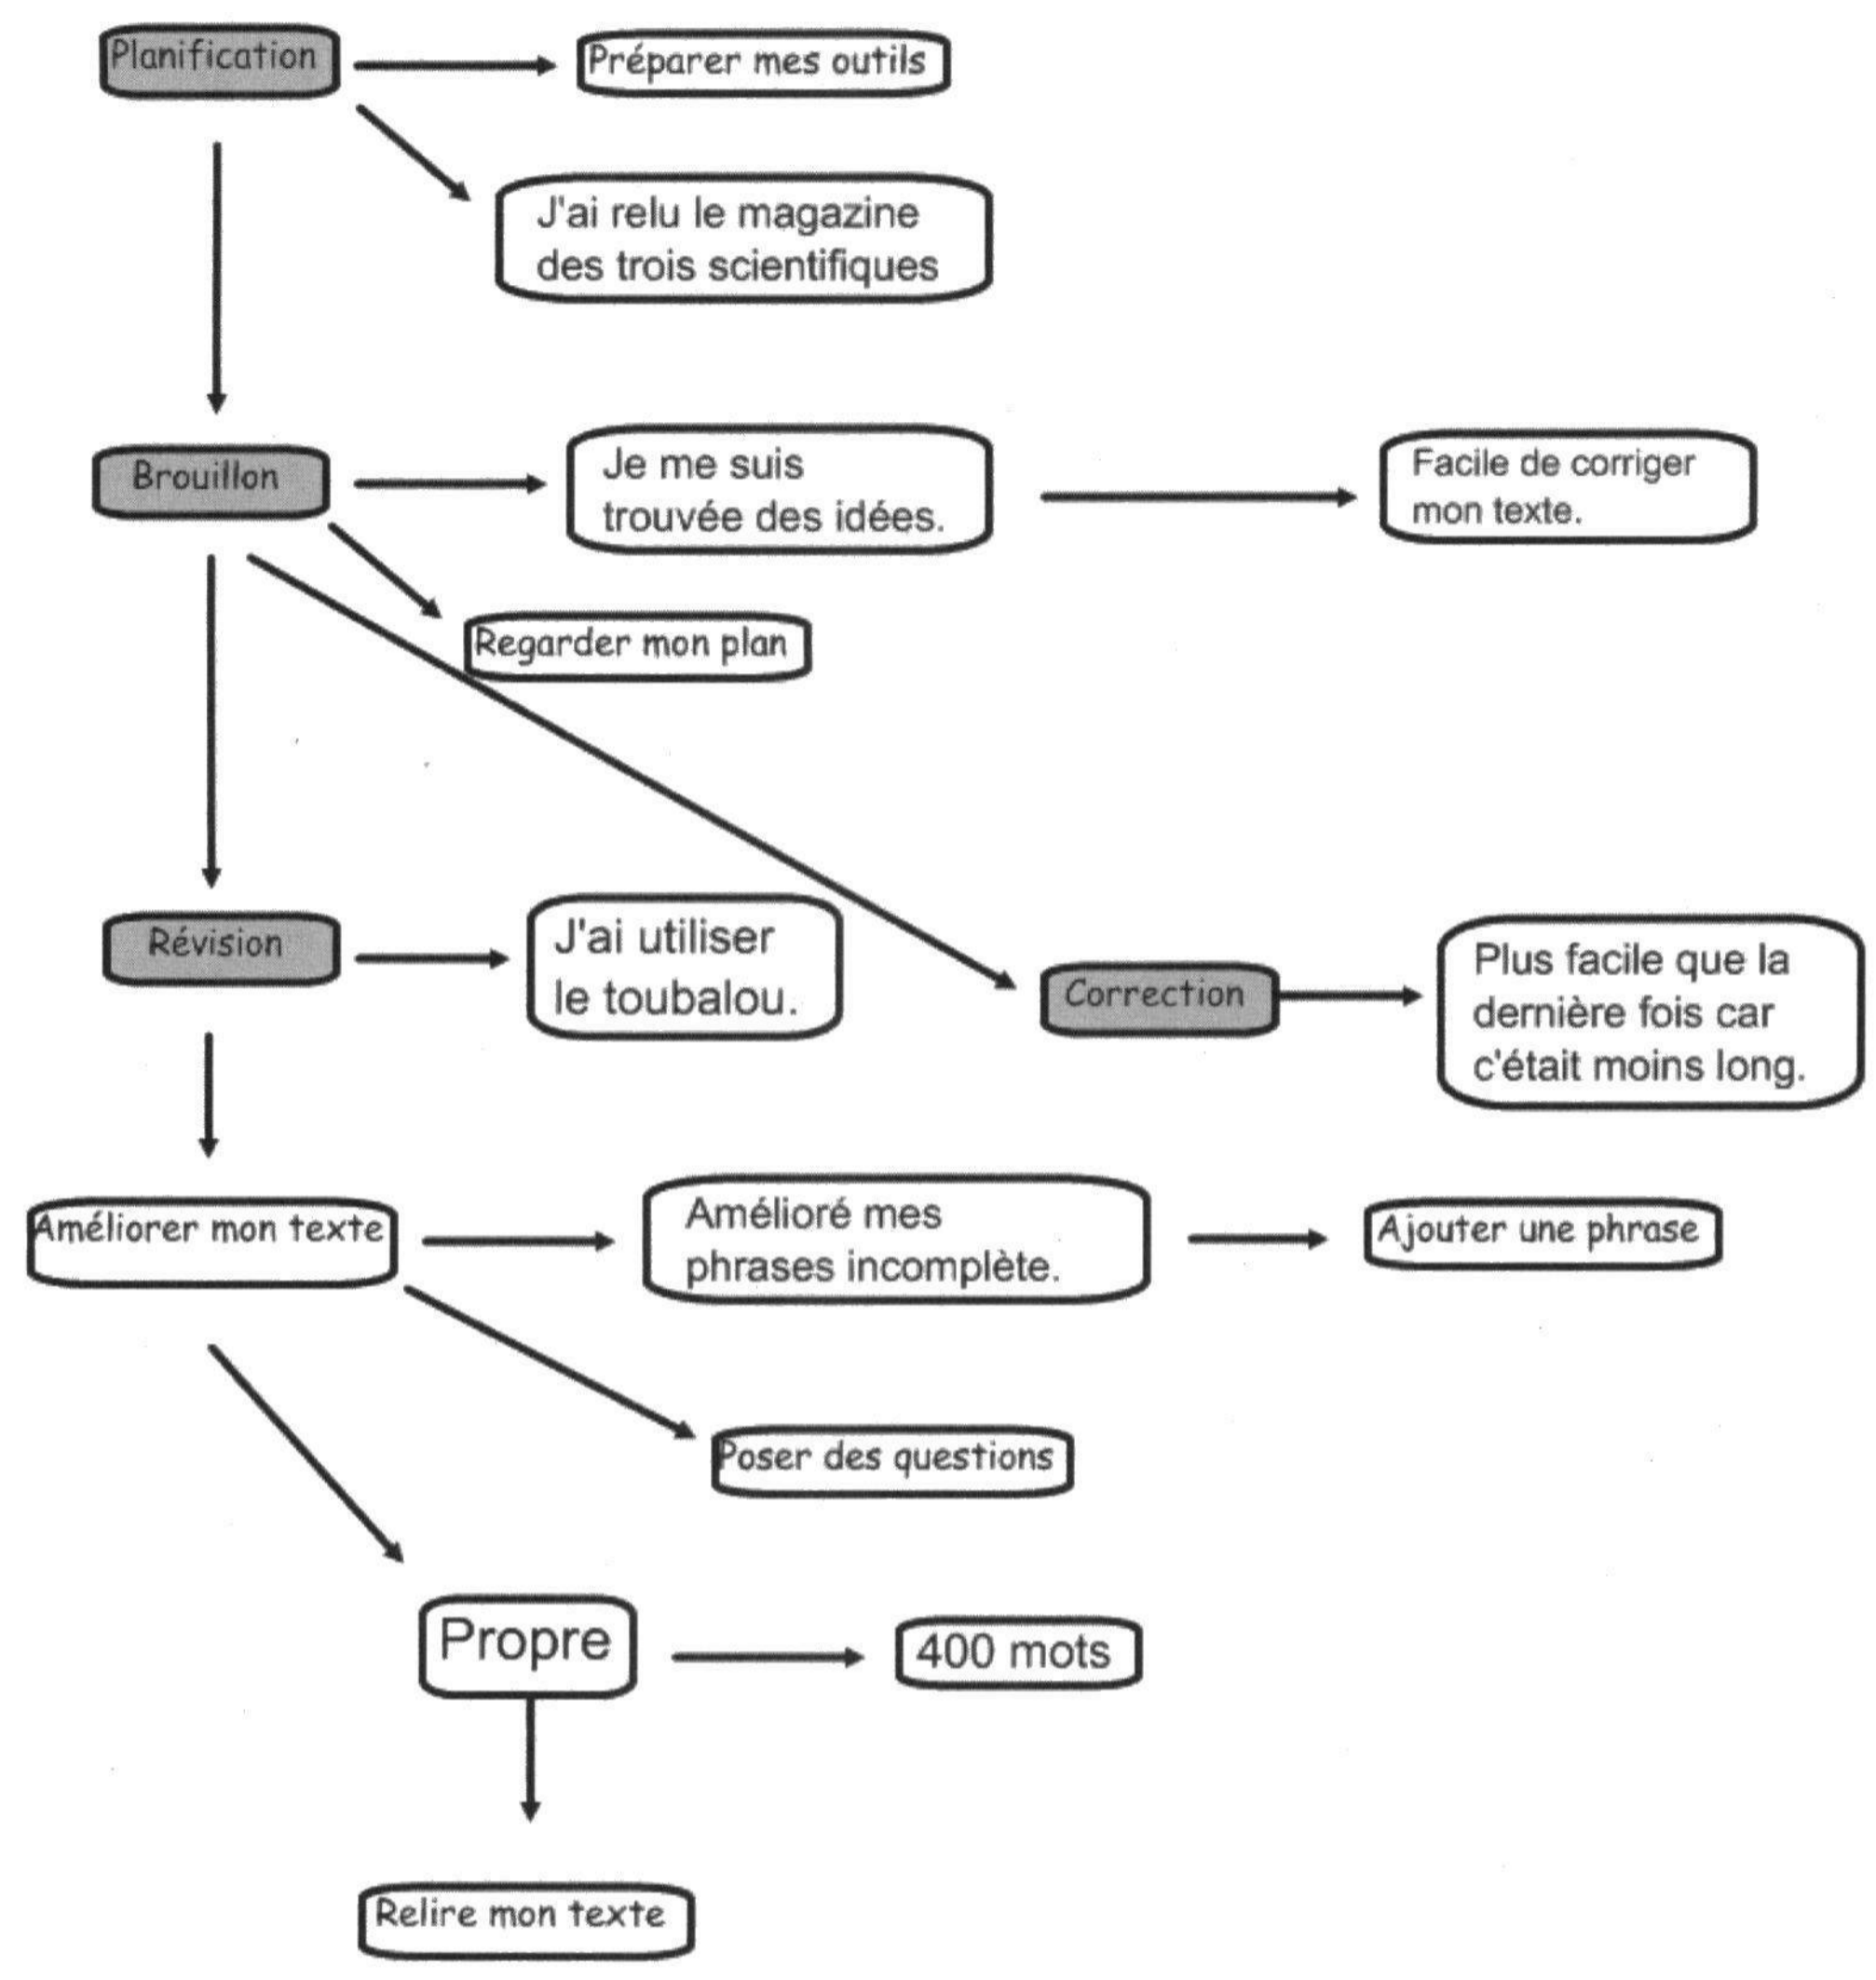 Planification
Préparer mes outils
J'ai relu le magazine
des trois scientifiques
Brouillon
Je me suis
trouvée des idées.
Facile de corriger
mon texte.
Regarder mon plan
Révision
J'ai utiliser
le toubalou.
Correction
Plus facile que la
dernière fois car
c'était moins long.
Améliorer mon texte
Amélioré mes
phrases incomplète.
Ajouter une phrase
Poser des questions
Propre
400 mots
Relire mon texte